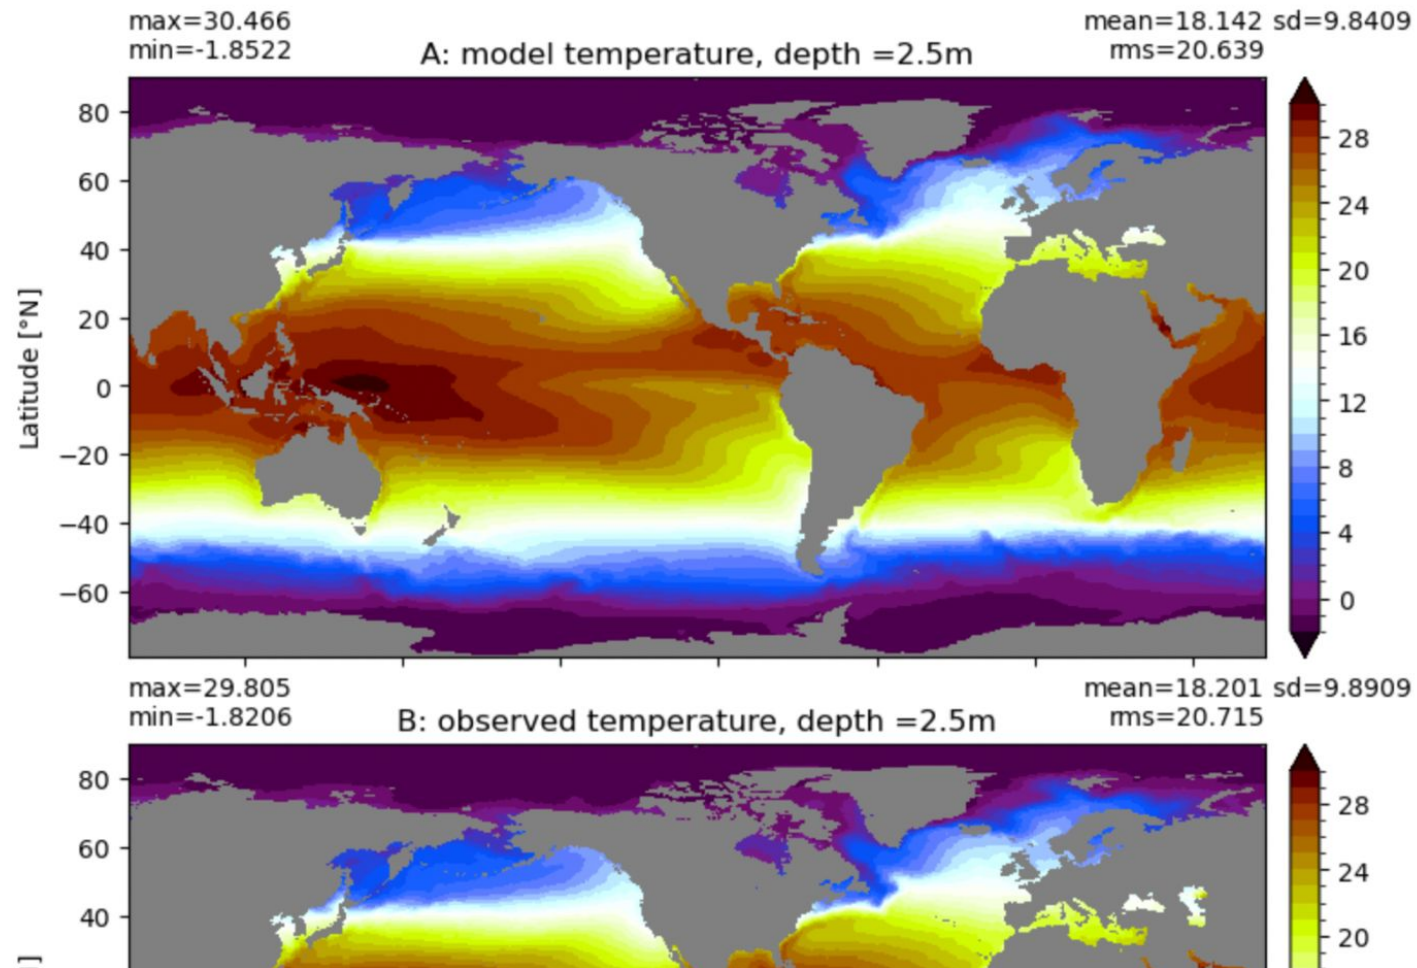 max=30.466
min=-1.8522
mean=18.142 sd=9.8409
rms=20.639
A: model temperature, depth =2.5m
80
60
40
20
0
−20
−40
−60
Latitude [°N]
28
24
20
16
12
8
4
0
max=29.805
min=-1.8206
mean=18.201 sd=9.8909
rms=20.715
B: observed temperature, depth =2.5m
80
60
40
28
24
20